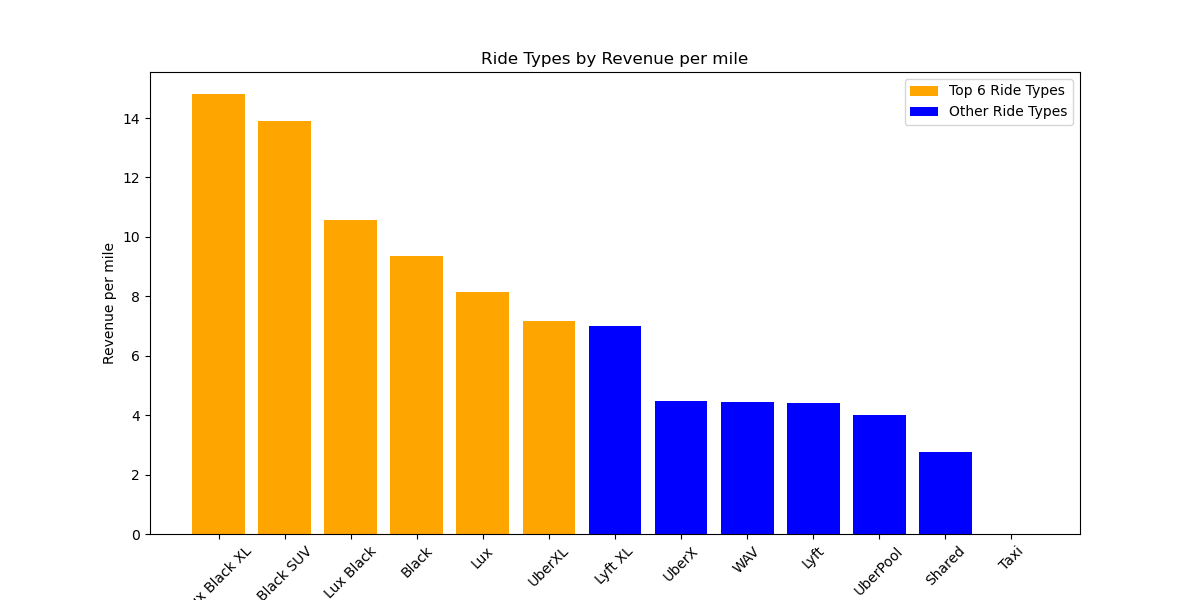 Ride Types by Revenue per mile
Top 6 Ride Types
Other Ride Types
Revenue per mile
14
12
10
8
6
4
2
0
x Black XL
Black SUV
Lux Black
Black
Lux
UberXL
Lyft XL
UberX
WAV
Lyft
UberPool
Shared
Taxi